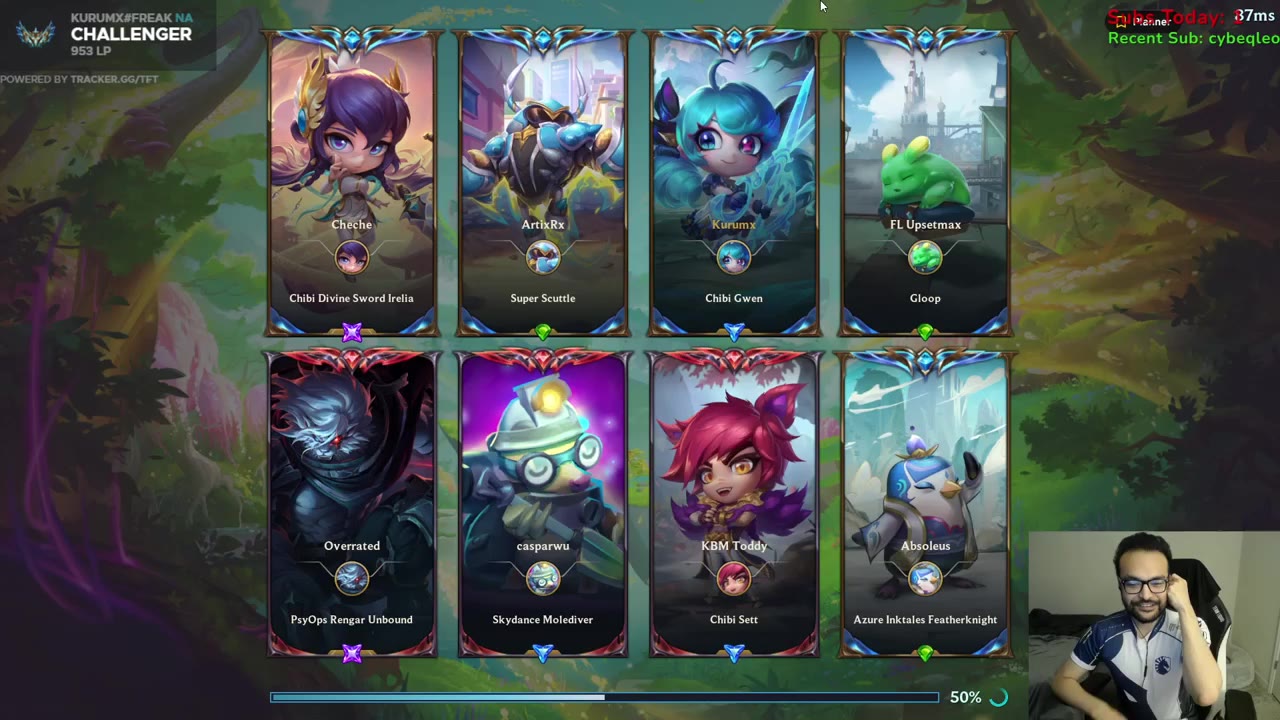 KURUMX#FREAK NA
CHALLENGER
953 LP
POWERED BY TRACKER.GG/TFT
Subs Today:
Planner
37ms
Recent Sub: cybeqleo
Cheche
Chibi Divine Sword Irelia
ArtixRx
Super Scuttle
Kurumx
Chibi Gwen
FL Upsetmax
Gloop
Overrated
PsyOps Rengar Unbound
casparwu
Skydance Molediver
KBM Toddy
Chibi Sett
Absoleus
Azure Inktales Featherknight
50%